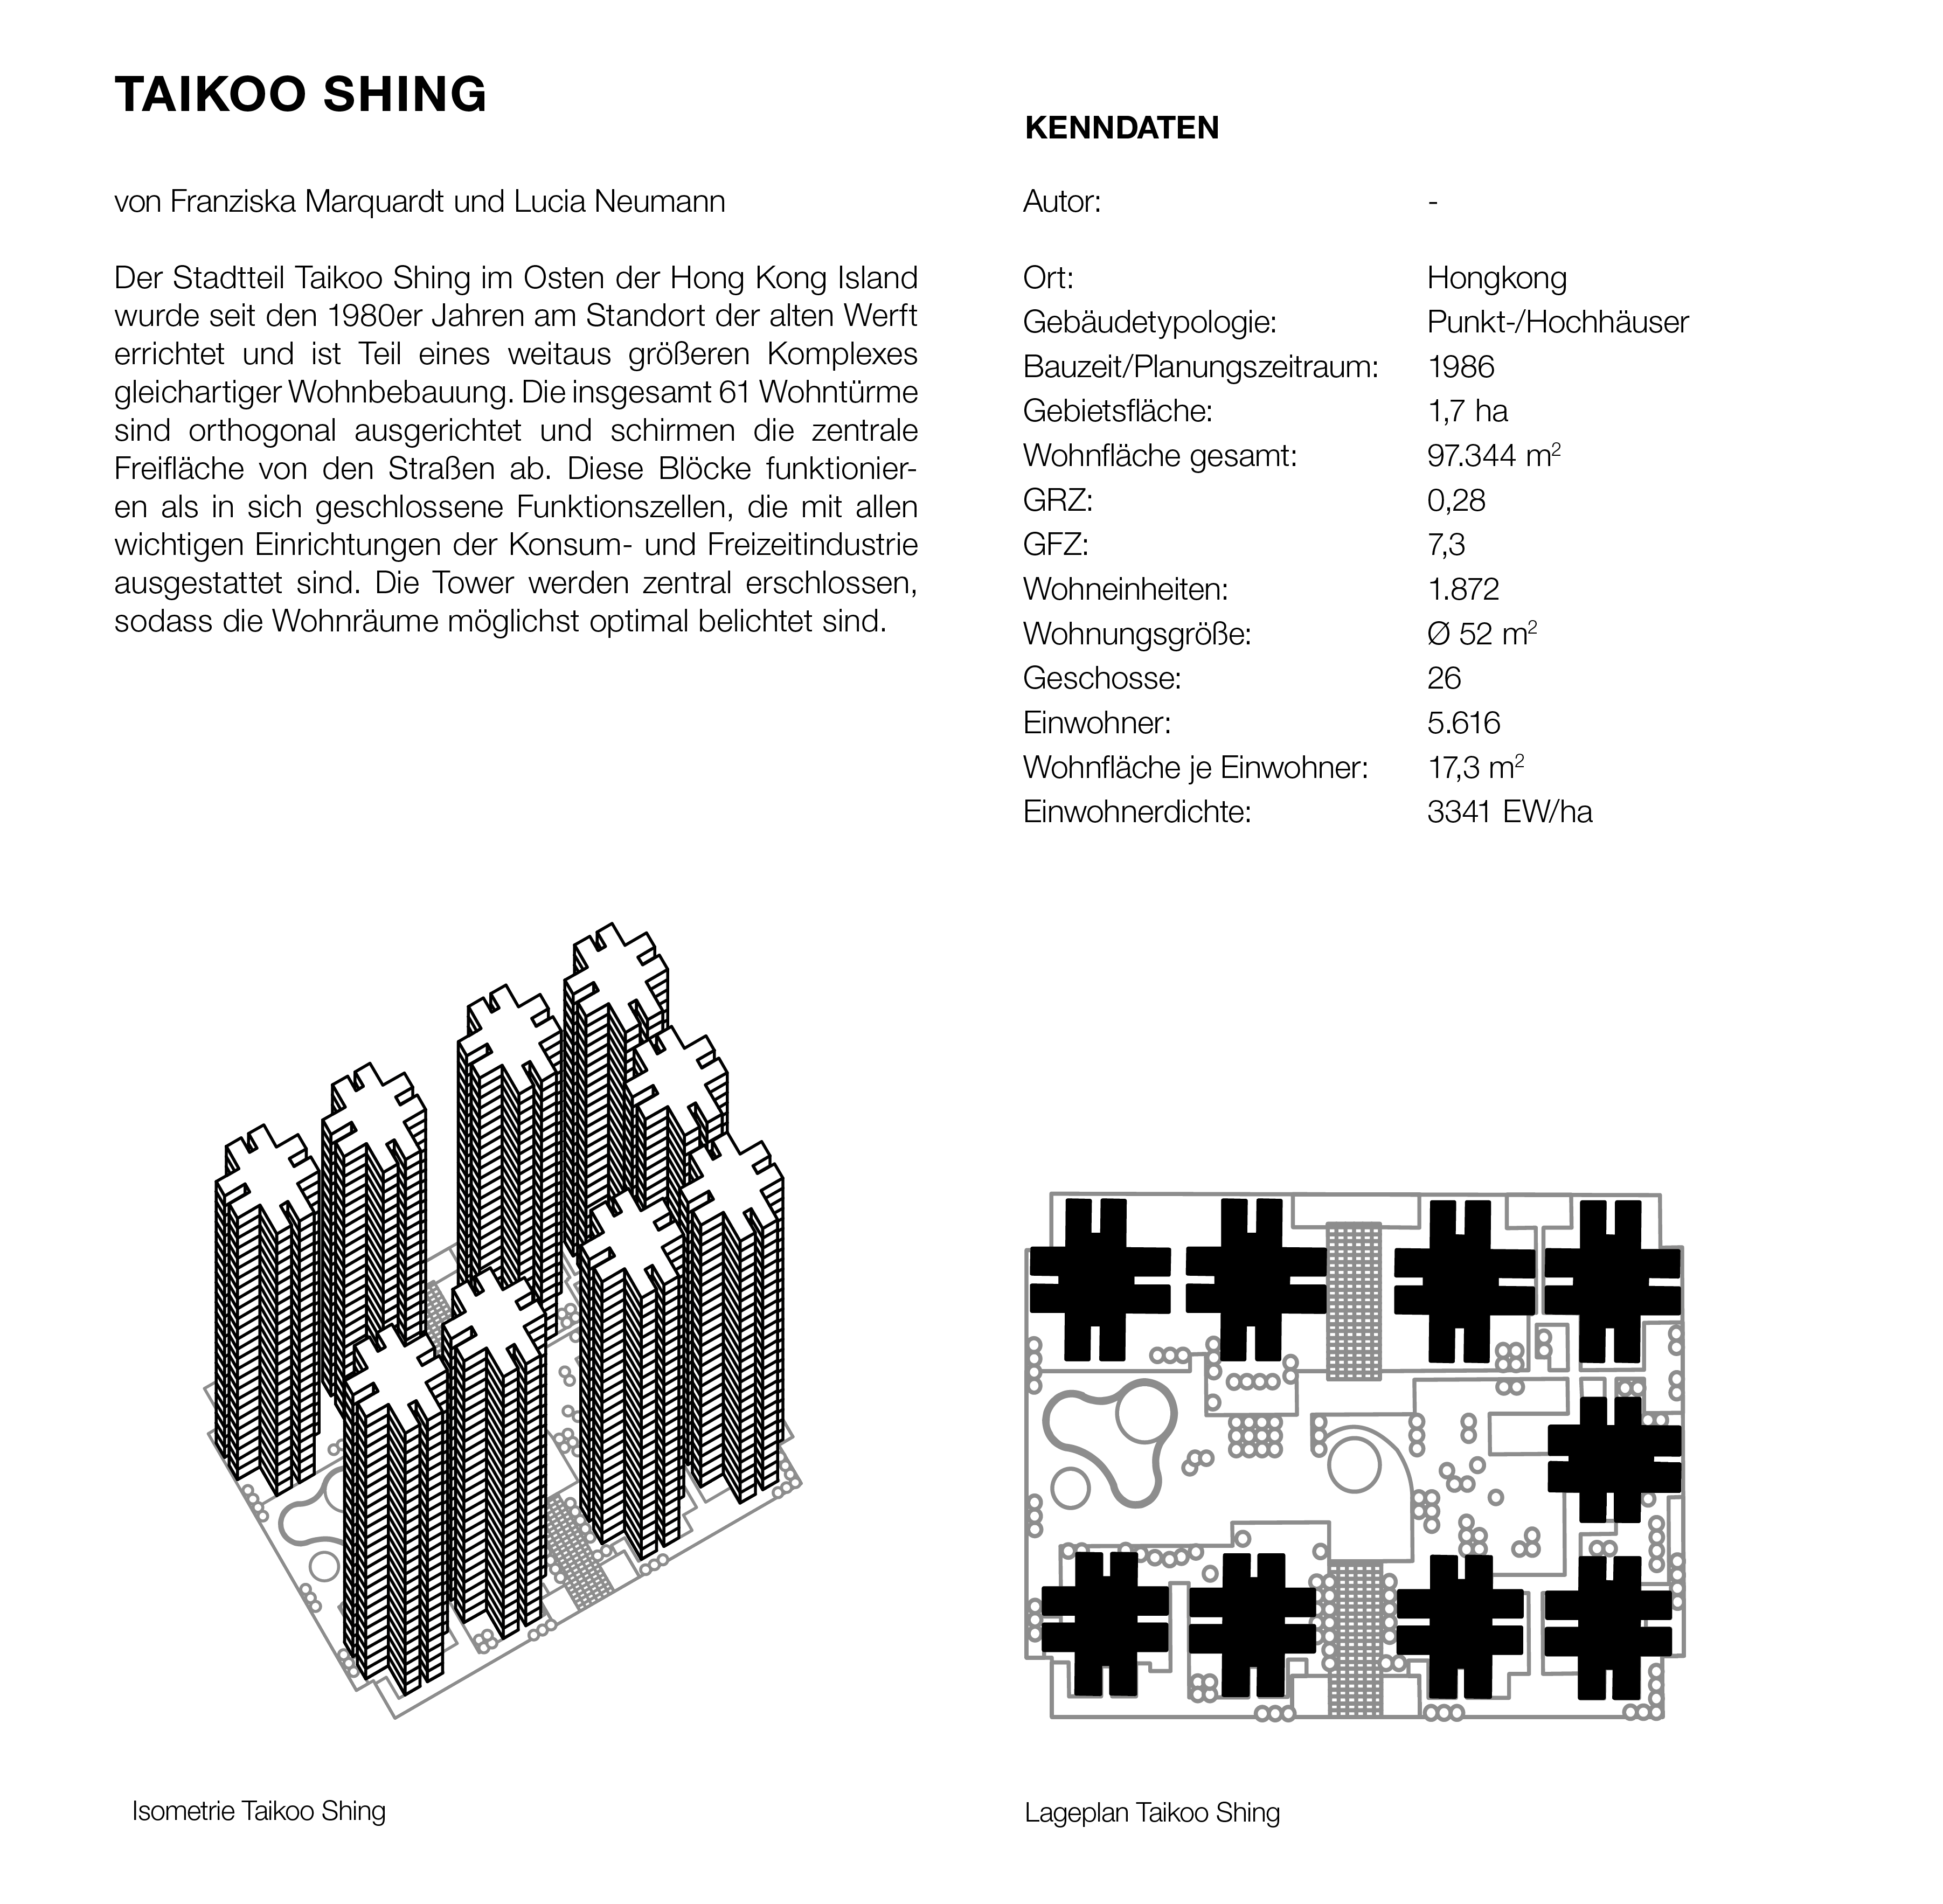 TAIKOO SHING
von Franziska Marquardt und Lucia Neumann
Der Stadtteil Taikoo Shing im Osten der Hong Kong Island
wurde seit den 1980er Jahren am Standort der alten Werft
errichtet und ist Teil eines weitaus größeren Komplexes
gleichartiger Wohnbebauung. Die insgesamt 61 Wohntürme
sind orthogonal ausgerichtet und schirmen die zentrale
Freifläche von den Straßen ab. Diese Blöcke funktionier-
en als in sich geschlossene Funktionszellen, die mit allen
wichtigen Einrichtungen der Konsum- und Freizeitindustrie
ausgestattet sind. Die Tower werden zentral erschlossen,
sodass die Wohnräume möglichst optimal belichtet sind.
KENNDATEN
Autor: -
Ort: Hongkong
Gebäudetypologie: Punkt-/Hochhäuser
Bauzeit/Planungszeitraum: 1986
Gebietsfläche: 1,7 ha
Wohnfläche gesamt: 97.344 m²
GRZ: 0,28
GFZ: 7,3
Wohneinheiten: 1.872
Wohnungsgröße: Ø 52 m²
Geschosse: 26
Einwohner: 5.616
Wohnfläche je Einwohner: 17,3 m²
Einwohnerdichte: 3341 EW/ha
Isometrie Taikoo Shing
Lageplan Taikoo Shing